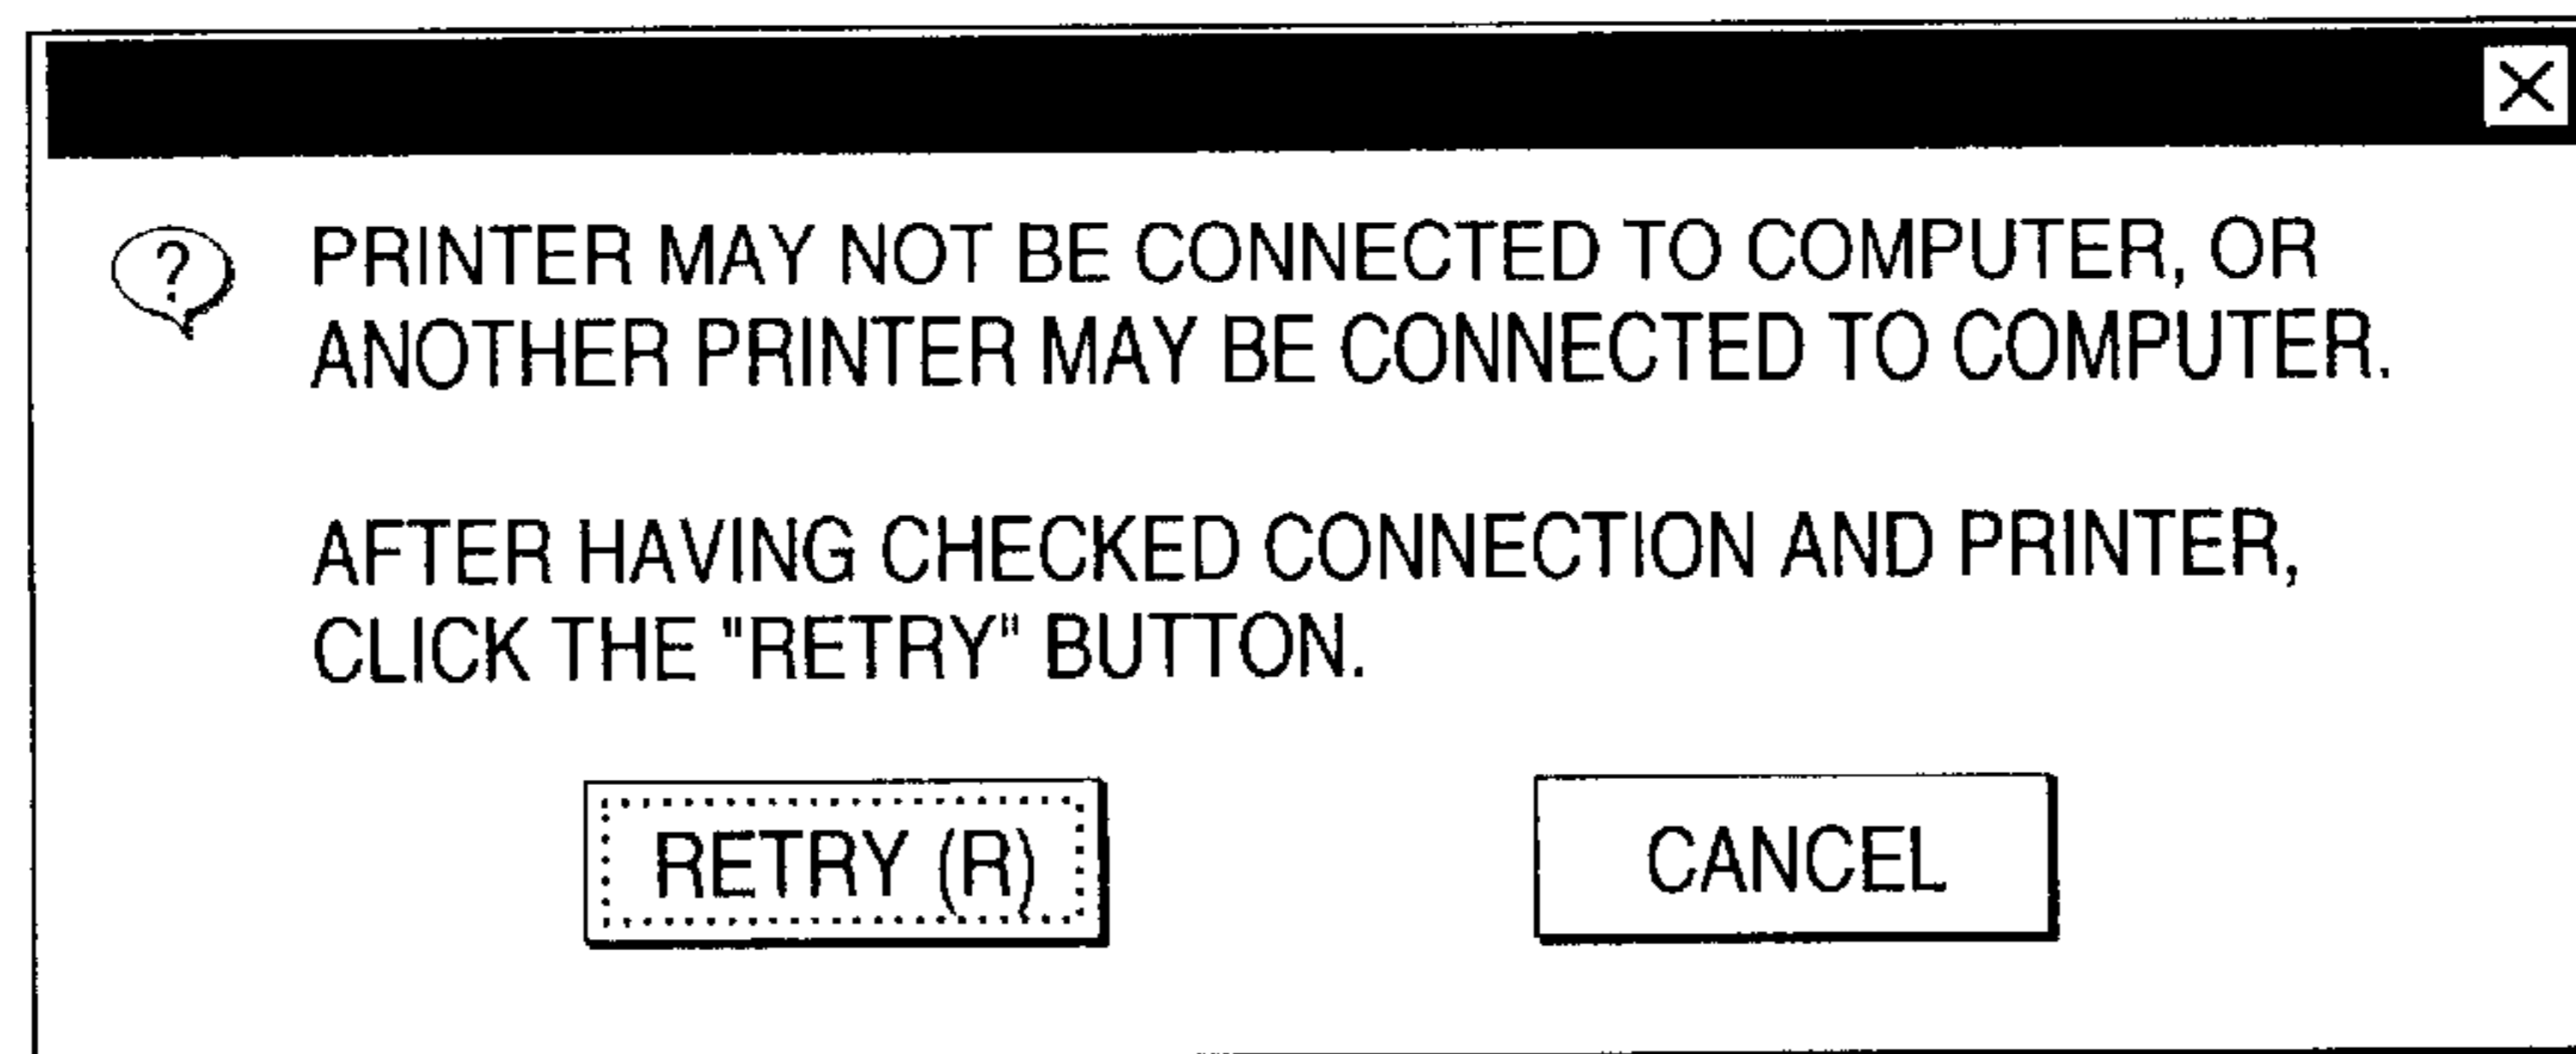 PRINTER MAY NOT BE CONNECTED TO COMPUTER, OR
ANOTHER PRINTER MAY BE CONNECTED TO COMPUTER.
AFTER HAVING CHECKED CONNECTION AND PRINTER,
CLICK THE "RETRY" BUTTON.
RETRY (R)
CANCEL